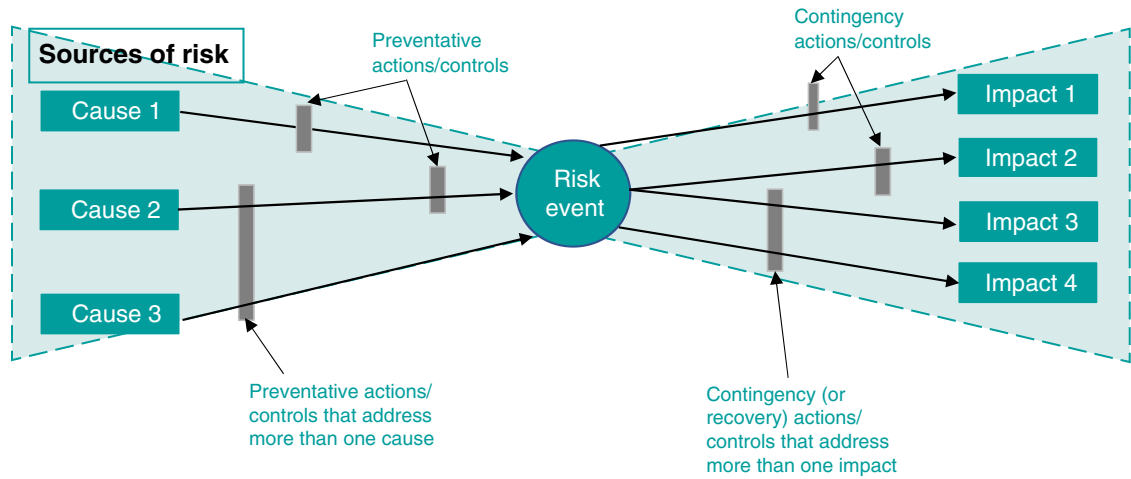 Sources of risk
Cause 1
Cause 2
Cause 3
Preventative
actions/controls
Preventative actions/
controls that address
more than one cause
Risk
event
Contingency
actions/controls
Contingency (or
recovery) actions/
controls that address
more than one impact
Impact 1
Impact 2
Impact 3
Impact 4